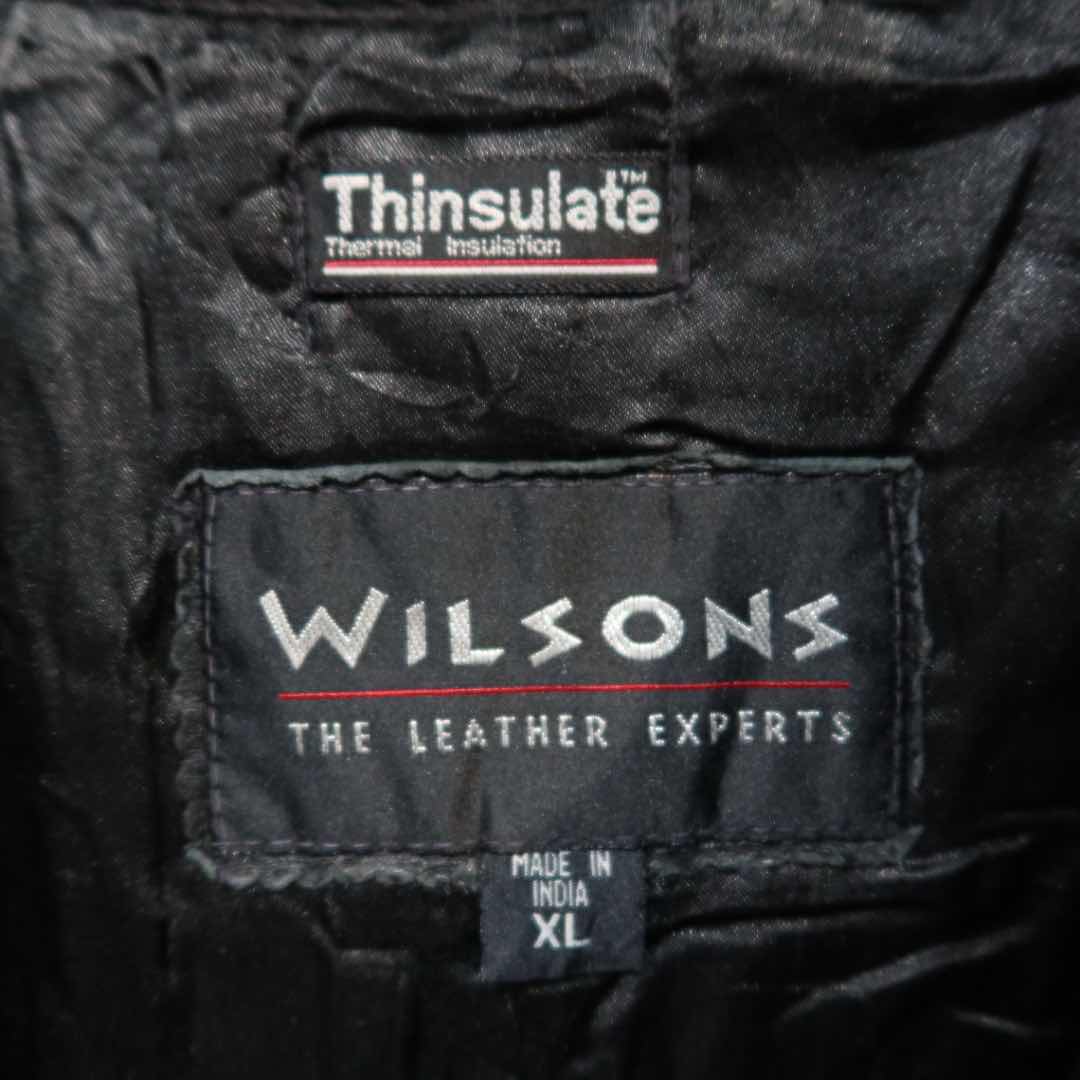 Thinsulate™
Thermal Insulation
WILSONS
THE LEATHER EXPERTS
MADE IN
INDIA
XL